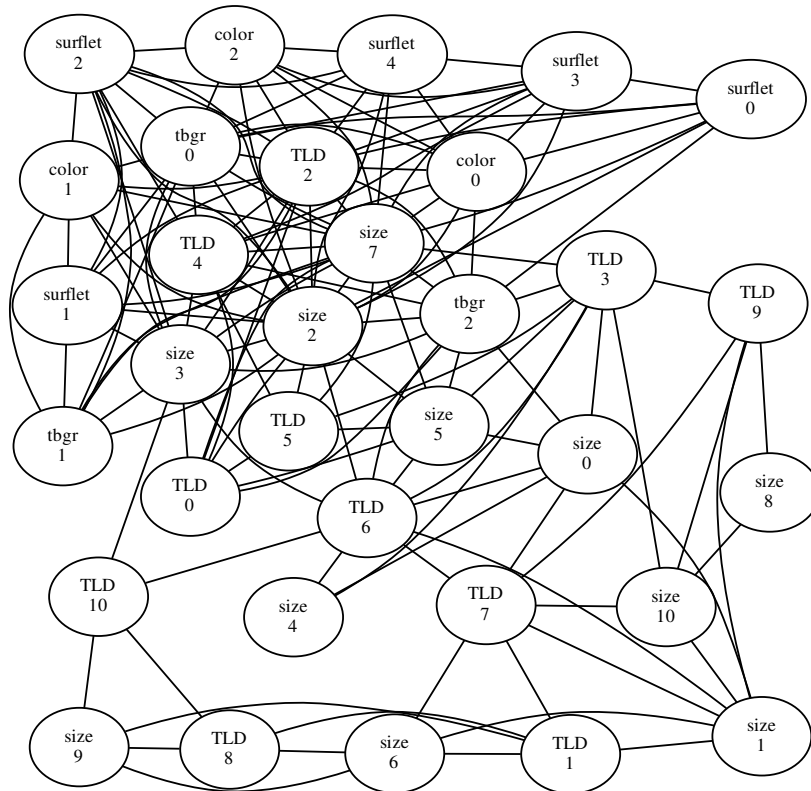 surflet
2
color
2
surflet
4
surflet
3
surflet
0
tbgr
0
TLD
2
color
0
color
1
TLD
4
size
7
TLD
3
TLD
9
surflet
1
size
2
tbgr
2
size
3
tbgr
1
TLD
5
size
5
size
0
size
8
TLD
0
TLD
6
TLD
10
size
4
TLD
7
size
10
size
9
TLD
8
size
6
TLD
1
size
1